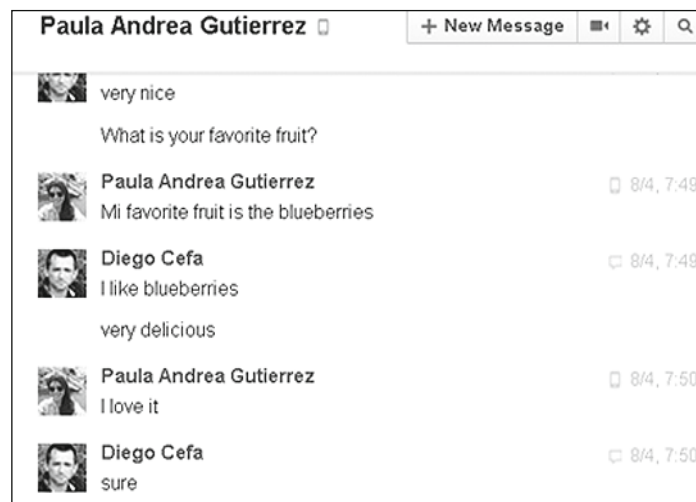 Paula Andrea Gutierrez
+ New Message
very nice
What is your favorite fruit?
Paula Andrea Gutierrez
8/4, 7:49
Mi favorite fruit is the blueberries
Diego Cefa
8/4, 7:49
I like blueberries
very delicious
Paula Andrea Gutierrez
8/4, 7:50
I love it
Diego Cefa
8/4, 7:50
sure